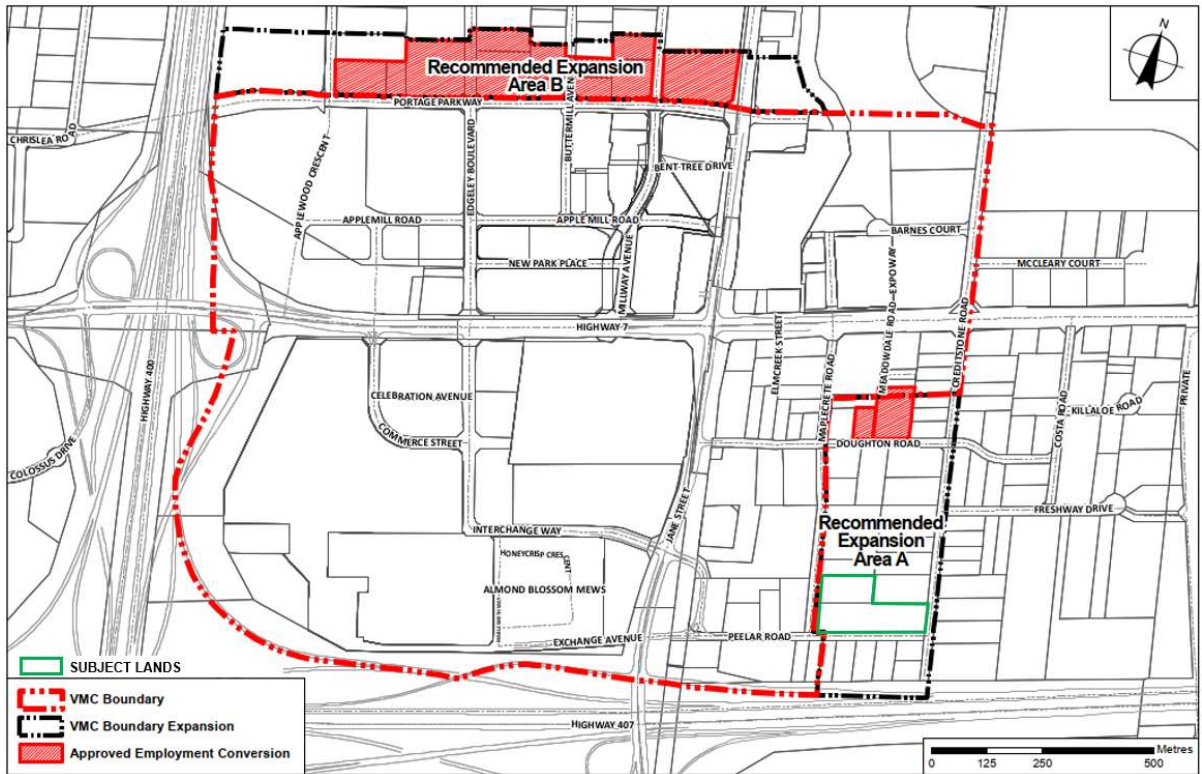 N
Recommended Expansion
Area B
PORTAGE PARKWAY
CHRISLEA ROAD
APPLEWOOD CRESCENT
EDGELEY BOULEVARD
BUTTERMILL AVEN
BENT TREE DRIVE
APPLEMILL ROAD
APPLE MILL ROAD
BARNES COURT
NEW PARK PLACE
MILLWAY AVENUE
MCCLEARY COURT
HIGHWAY 7
HIGHWAY 400
ELMCREEK STREET
MAPLECRETE ROAD
MEADOWDALE ROAD
EXPOWAY
CREDITSTONE ROAD
COSTA ROAD
KILLALOE ROAD
PRIVATE
CELEBRATION AVENUE
COMMERCE STREET
COLOSSUS DRIVE
DOUGHTON ROAD
JANE STREET
INTERCHANGE WAY
FRESHWAY DRIVE
Recommended
Expansion
Area A
HONEYCRISP CRESCENT
ALMOND BLOSSOM MEWS
EXCHANGE AVENUE
PEELAR ROAD
HIGHWAY 407
SUBJECT LANDS
VMC Boundary
VMC Boundary Expansion
Approved Employment Conversion
Metres
0 125 250 500